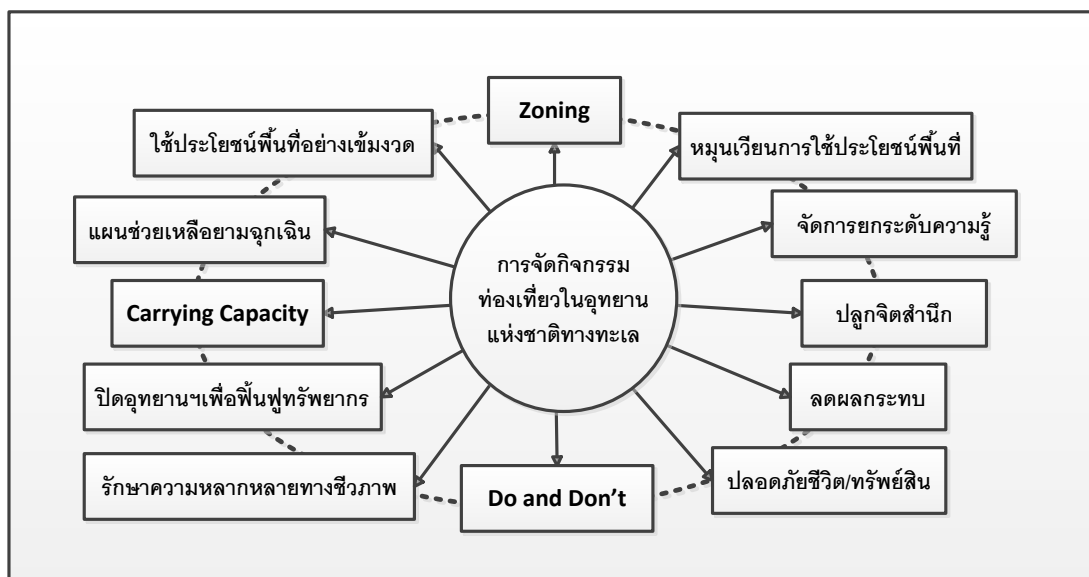 Zoning
ใช้ประโยชน์พื้นที่อย่างเข้มงวด
หมุนเวียนการใช้ประโยชน์พื้นที่
แผนช่วยเหลือยามฉุกเฉิน
จัดการยกระดับความรู้
การจัดกิจกรรม
ท่องเที่ยวในอุทยาน
แห่งชาติทางทะเล
Carrying Capacity
ปลูกจิตสำนึก
ปิดอุทยานฯเพื่อฟื้นฟูทรัพยากร
ลดผลกระทบ
รักษาความหลากหลายทางชีวภาพ
Do and Don’t
ปลอดภัยชีวิต/ทรัพย์สิน